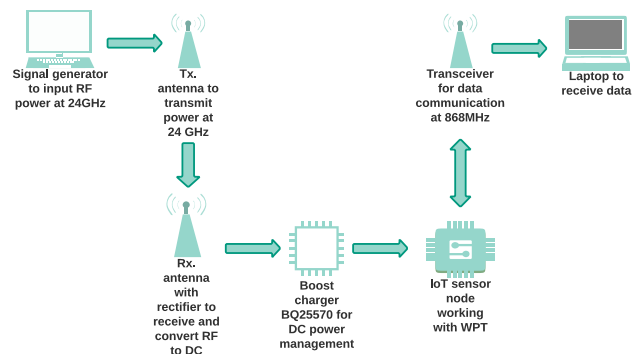 Signal generator
to input RF
power at 24GHz
Tx.
antenna to
transmit
power at
24 GHz
Transceiver
for data
communication
at 868MHz
Laptop to
receive data
Rx.
antenna
with
rectifier to
receive and
convert RF
to DC
Boost
charger
BQ25570 for
DC power
management
IoT sensor
node
working
with WPT